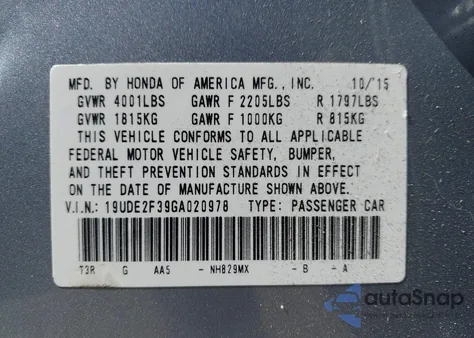 MFD. BY HONDA OF AMERICA MFG., INC. 10/'15
GVWR 4001LBS GAWR F 2205LBS R 1797LBS
GVWR 1815KG GAWR F 1000KG R 815KG
THIS VEHICLE CONFORMS TO ALL APPLICABLE
FEDERAL MOTOR VEHICLE SAFETY, BUMPER,
AND THEFT PREVENTION STANDARDS IN EFFECT
ON THE DATE OF MANUFACTURE SHOWN ABOVE.
V.I.N.: 19UDE2F39GA020978 TYPE: PASSENGER CAR
T3R G AA5 - NH829MX - B - A
autoSnap